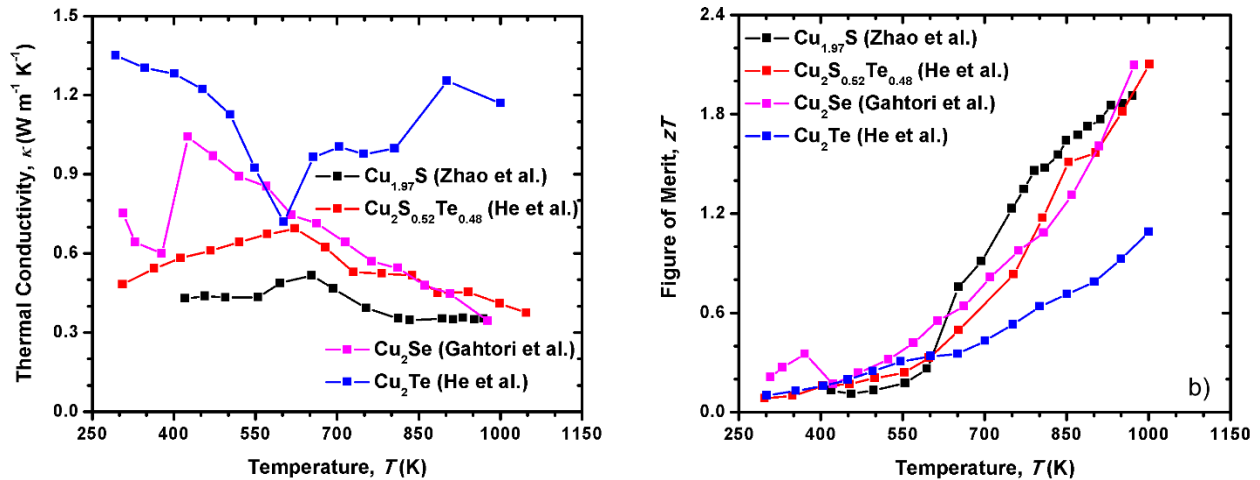 1.5
1.2
0.9
0.6
0.3
0.0
Thermal Conductivity, κ (W m⁻¹ K⁻¹)
Cu₁.₉₇S (Zhao et al.)
Cu₂S₀.₅₂Te₀.₄₈ (He et al.)
Cu₂Se (Gahtori et al.)
Cu₂Te (He et al.)
250 400 550 700 850 1000 1150
Temperature, T (K)
2.4
1.8
1.2
0.6
0.0
Figure of Merit, zT
Cu₁.₉₇S (Zhao et al.)
Cu₂S₀.₅₂Te₀.₄₈ (He et al.)
Cu₂Se (Gahtori et al.)
Cu₂Te (He et al.)
b)
250 400 550 700 850 1000 1150
Temperature, T (K)